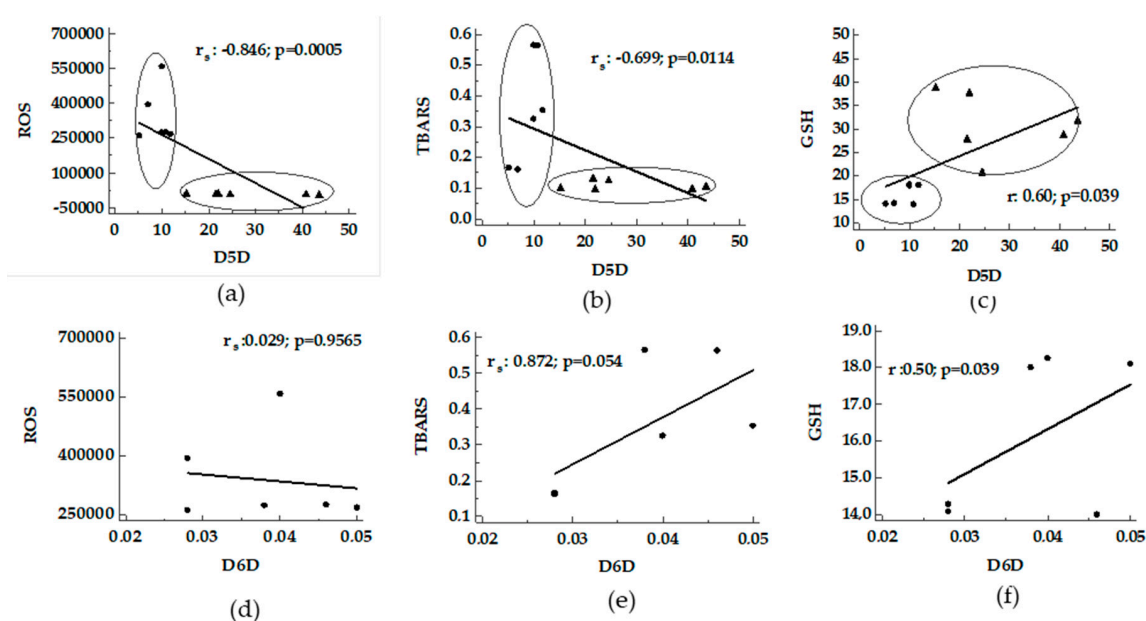 700000
550000
400000
250000
100000
-50000
ROS
rs: -0.846; p=0.0005
0 10 20 30 40 50
D5D
(a)
0.6
0.5
0.4
0.3
0.2
0.1
0.0
TBARS
rs: -0.699; p=0.0114
0 10 20 30 40 50
D5D
(b)
50
45
40
35
30
25
20
15
10
GSH
r: 0.60; p=0.039
0 10 20 30 40 50
D5D
(c)
700000
550000
400000
250000
ROS
rs:0.029; p=0.9565
0.02 0.03 0.04 0.05
D6D
(d)
0.6
0.5
0.4
0.3
0.2
0.1
TBARS
rs: 0.872; p=0.054
0.02 0.03 0.04 0.05
D6D
(e)
19.0
18.0
17.0
16.0
15.0
14.0
GSH
r:0.50; p=0.039
0.02 0.03 0.04 0.05
D6D
(f)